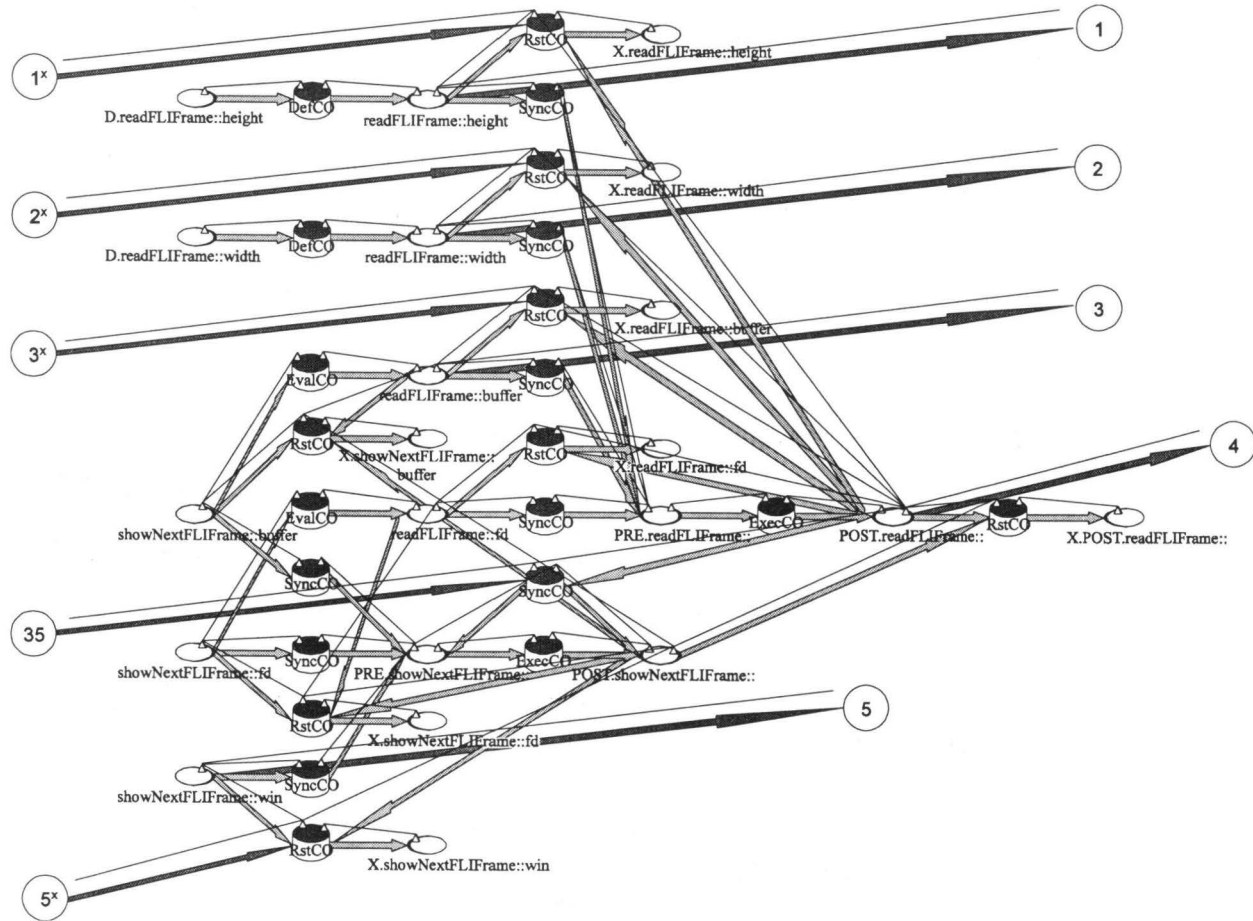 RstCO
1
X.readFLIFrame::height
1x
DefCO
SyncCO
D.readFLIFrame::height
readFLIFrame::height
RstCO
2
X.readFLIFrame::width
2x
DefCO
SyncCO
D.readFLIFrame::width
readFLIFrame::width
RstCO
3
X.readFLIFrame::buffer
3x
EvalCO
SyncCO
readFLIFrame::buffer
RstCO
RstCO
4
X.showNextFLIFrame::
buffer
X.readFLIFrame::fd
EvalCO
SyncCO
ExecCO
RstCO
showNextFLIFrame::buffer
readFLIFrame::fd
PRE.readFLIFrame::
POST.readFLIFrame::
X.POST.readFLIFrame::
SyncCO
SyncCO
35
SyncCO
ExecCO
showNextFLIFrame::fd
PRE.showNextFLIFrame::
POST.showNextFLIFrame::
5
RstCO
X.showNextFLIFrame::fd
SyncCO
showNextFLIFrame::win
RstCO
X.showNextFLIFrame::win
5x